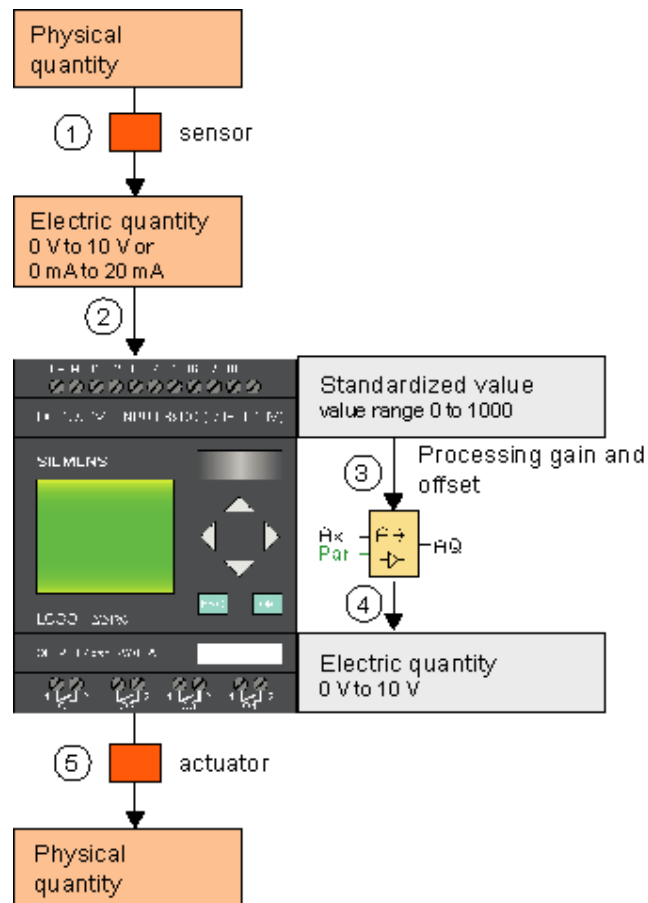 Physical
quantity
1
sensor
Electric quantity
0 V to 10 V or
0 mA to 20 mA
2
Standardized value
value range 0 to 1000
SIEMENS
3
Processing gain and
offset
Ax
Par
A→
AQ
4
ESC
OK
Electric quantity
0 V to 10 V
5
actuator
Physical
quantity